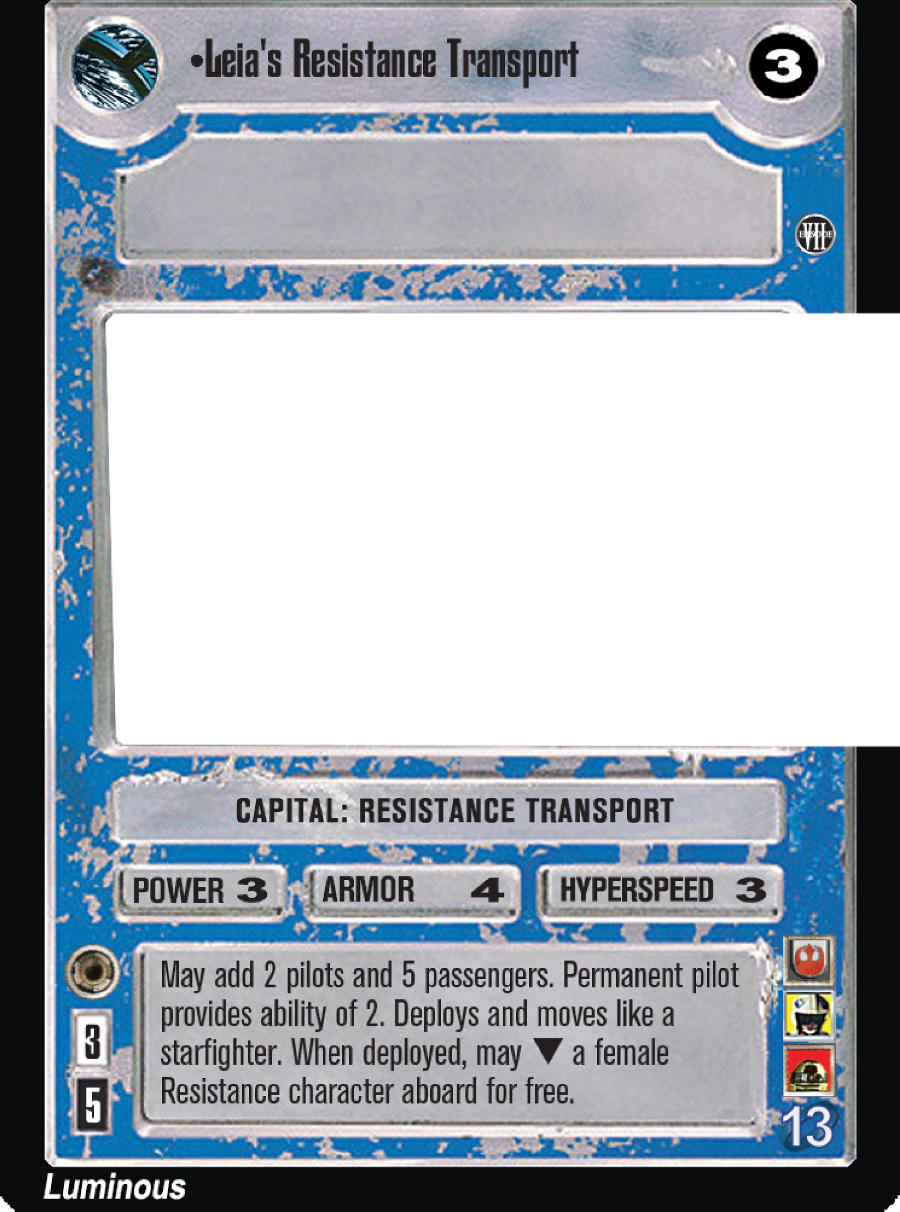 •Leia's Resistance Transport
3
EPISODE
VII
CAPITAL: RESISTANCE TRANSPORT
POWER 3
ARMOR 4
HYPERSPEED 3
May add 2 pilots and 5 passengers. Permanent pilot
provides ability of 2. Deploys and moves like a
starfighter. When deployed, may ▼ a female
Resistance character aboard for free.
3
5
13
Luminous